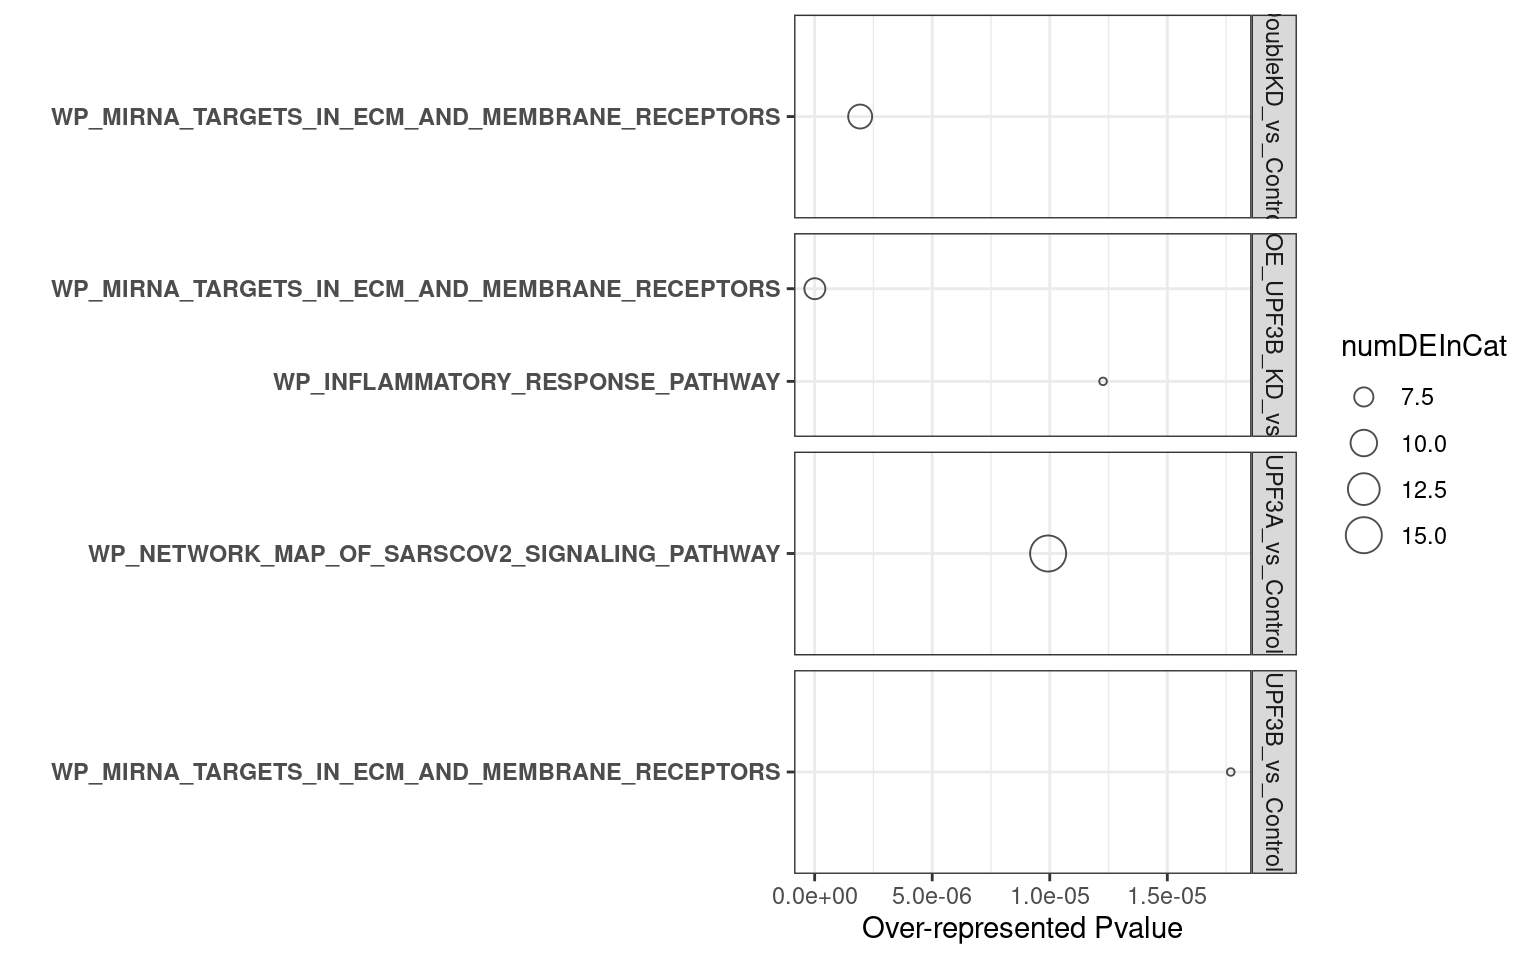 WP_MIRNA_TARGETS_IN_ECM_AND_MEMBRANE_RECEPTORS
oubleKD_vs_Contro
WP_MIRNA_TARGETS_IN_ECM_AND_MEMBRANE_RECEPTORS
WP_INFLAMMATORY_RESPONSE_PATHWAY
OE_UPF3B_KD_vs
WP_NETWORK_MAP_OF_SARSCOV2_SIGNALING_PATHWAY
UPF3A_vs_Control
WP_MIRNA_TARGETS_IN_ECM_AND_MEMBRANE_RECEPTORS
UPF3B_vs_Control
0.0e+00 5.0e-06 1.0e-05 1.5e-05
Over-represented Pvalue
numDEInCat
7.5
10.0
12.5
15.0